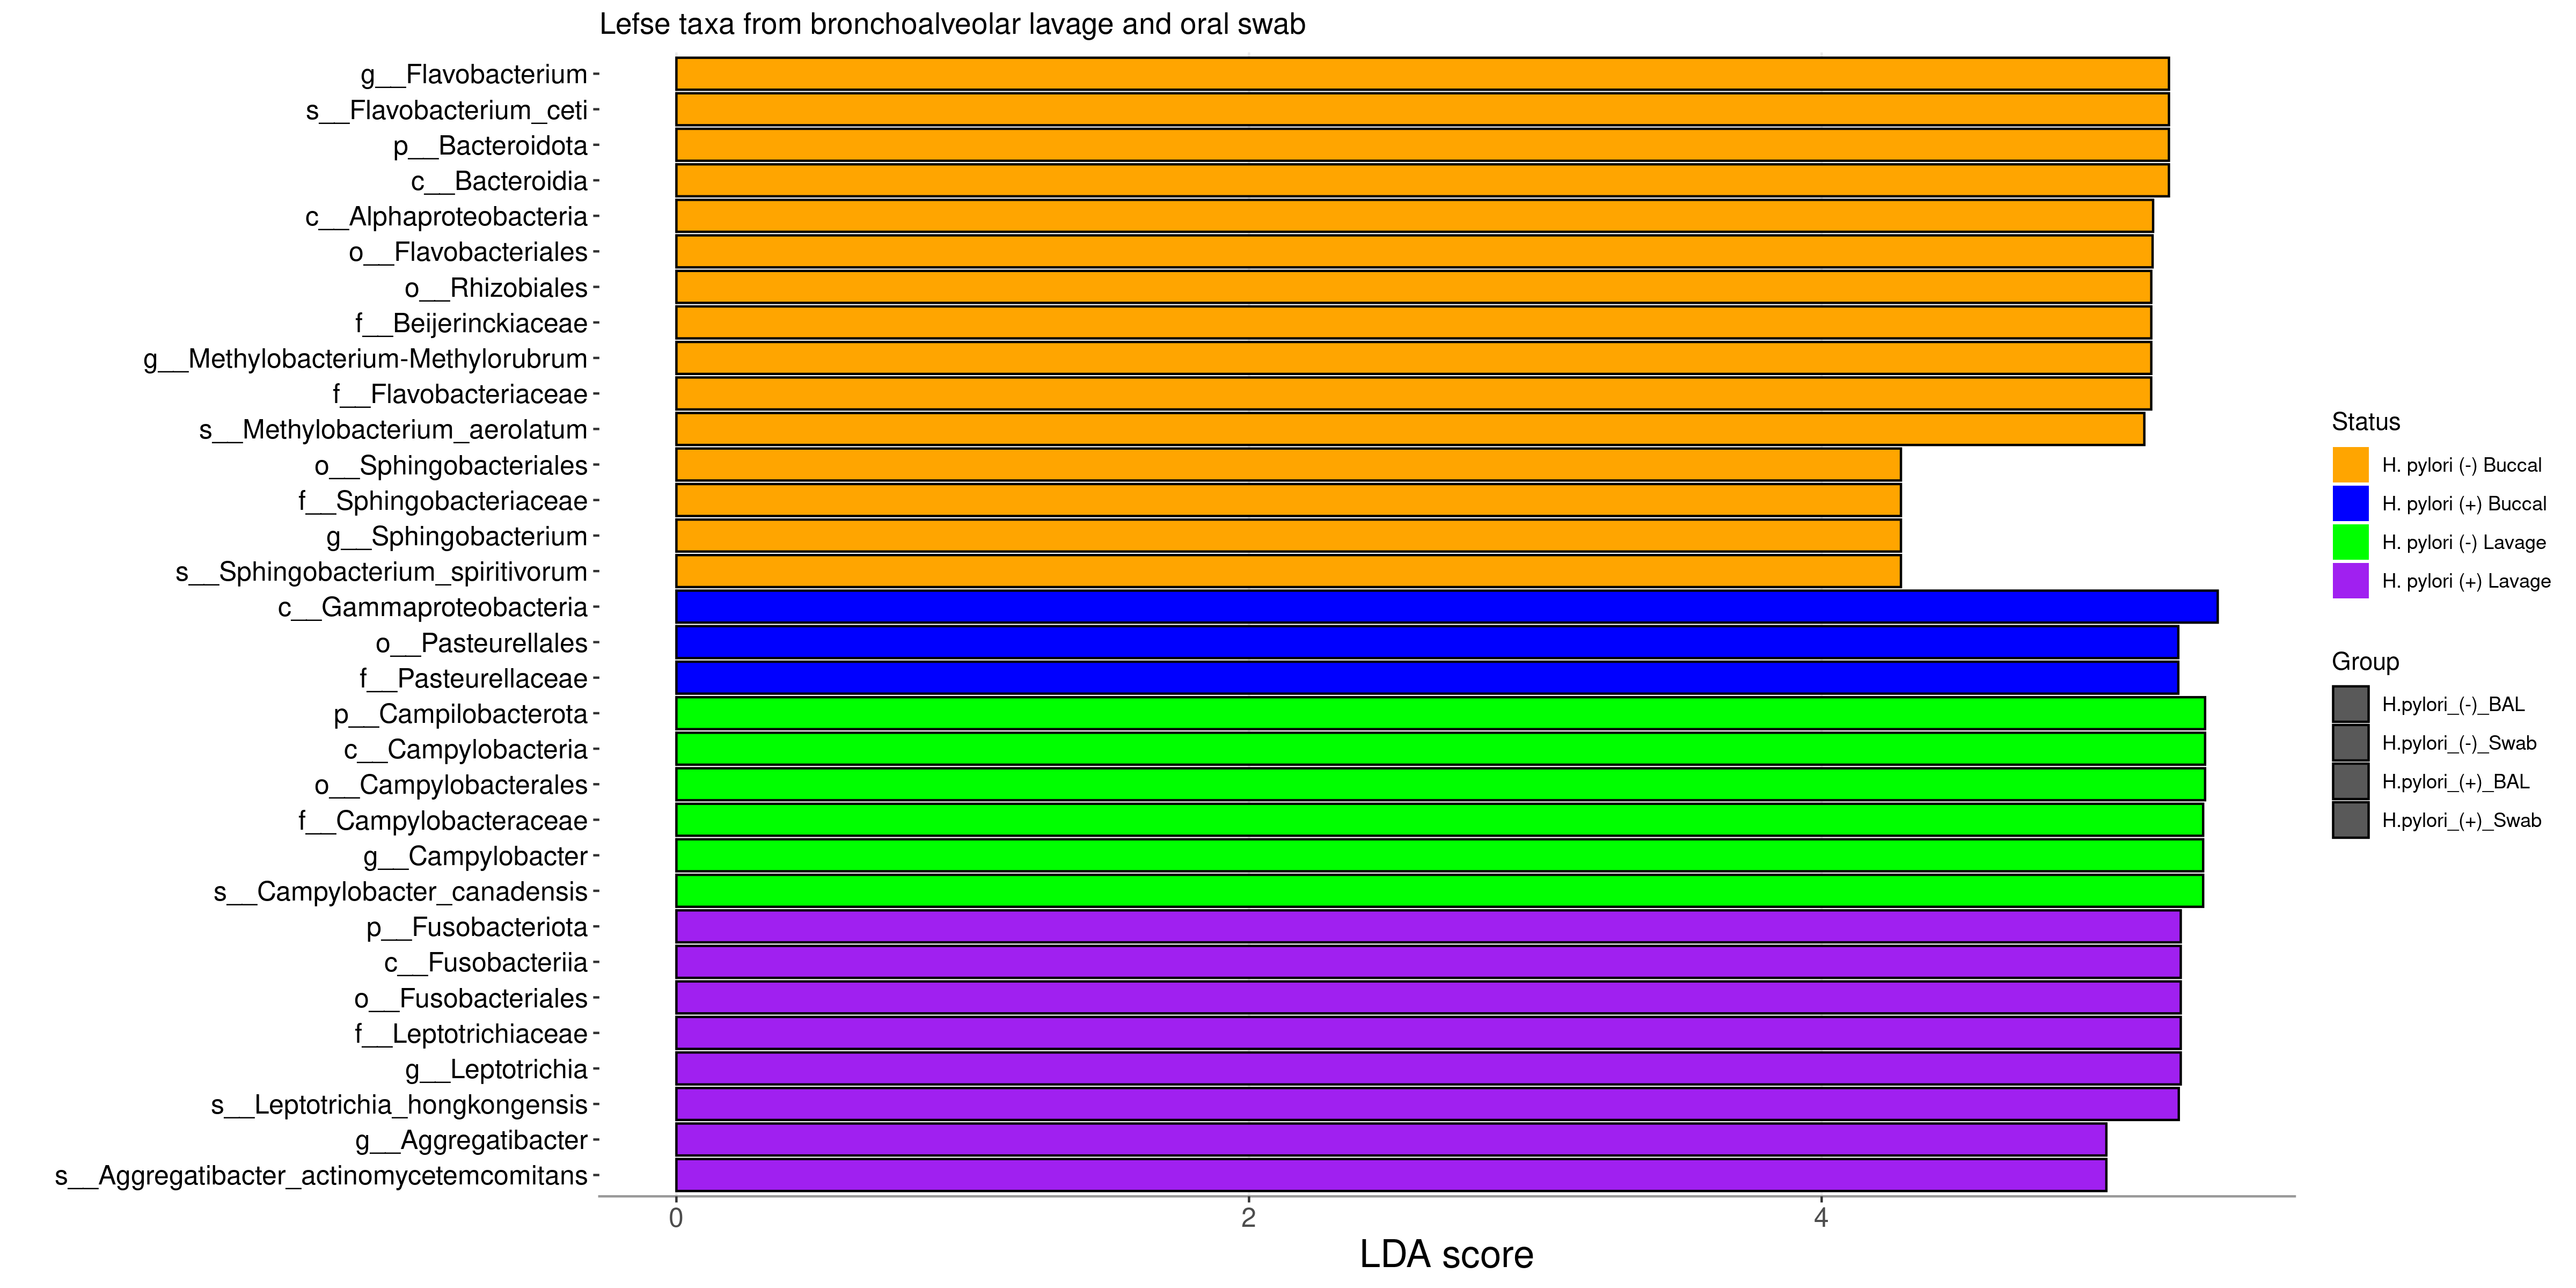 Lefse taxa from bronchoalveolar lavage and oral swab
g__Flavobacterium
s__Flavobacterium_ceti
p__Bacteroidota
c__Bacteroidia
c__Alphaproteobacteria
o__Flavobacteriales
o__Rhizobiales
f__Beijerinckiaceae
g__Methylobacterium-Methylorubrum
f__Flavobacteriaceae
s__Methylobacterium_aerolatum
o__Sphingobacteriales
f__Sphingobacteriaceae
g__Sphingobacterium
s__Sphingobacterium_spiritivorum
c__Gammaproteobacteria
o__Pasteurellales
f__Pasteurellaceae
p__Campilobacterota
c__Campylobacteria
o__Campylobacterales
f__Campylobacteraceae
g__Campylobacter
s__Campylobacter_canadensis
p__Fusobacteriota
c__Fusobacteriia
o__Fusobacteriales
f__Leptotrichiaceae
g__Leptotrichia
s__Leptotrichia_hongkongensis
g__Aggregatibacter
s__Aggregatibacter_actinomycetemcomitans
0 2 4
LDA score
Status
H. pylori (-) Buccal
H. pylori (+) Buccal
H. pylori (-) Lavage
H. pylori (+) Lavage
Group
H.pylori_(-)_BAL
H.pylori_(-)_Swab
H.pylori_(+)_BAL
H.pylori_(+)_Swab